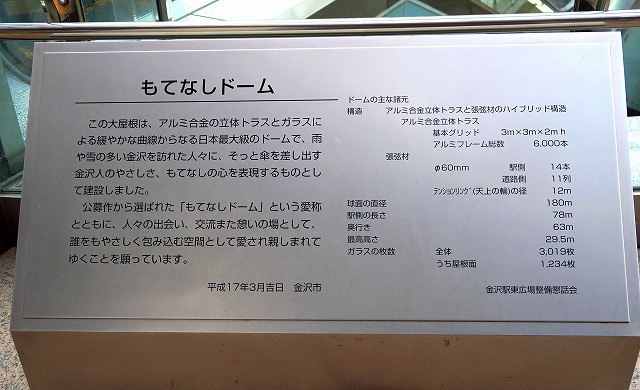 もてなしドーム
この大屋根は、アルミ合金の立体トラスとガラスに
よる緩やかな曲線からなる日本最大級のドームで、雨
や雪の多い金沢を訪れた人々に、そっと傘を差し出す
金沢人のやさしさ、もてなしの心を表現するものとし
て建設しました。
公募作から選ばれた「もてなしドーム」という愛称
とともに、人々の出会い、交流また憩いの場として、
誰をもやさしく包み込む空間として愛され親しまれて
ゆくことを願っています。
平成17年3月吉日 金沢市
ドームの主な諸元
構造 アルミ合金立体トラスと張弦材のハイブリッド構造
アルミ合金立体トラス
基本グリッド 3m×3m×2mh
アルミフレーム総数 6,000本
張弦材
φ60mm 駅側 14本
道路側 11列
テンションリング(天上の輪)の径 12m
球面の直径 180m
駅側の長さ 78m
奥行き 63m
最高高さ 29.5m
ガラスの枚数 全体 3,019枚
うち屋根面 1,234枚
金沢駅東広場整備懇話会